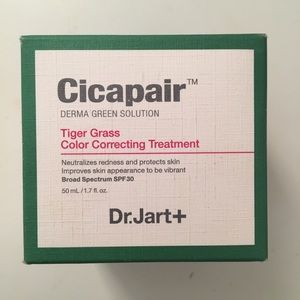 Cicapair™
DERMA GREEN SOLUTION
Tiger Grass
Color Correcting Treatment
Neutralizes redness and protects skin
Improves skin appearance to be vibrant
Broad Spectrum SPF30
50 mL / 1.7 fl. oz.
Dr.Jart+